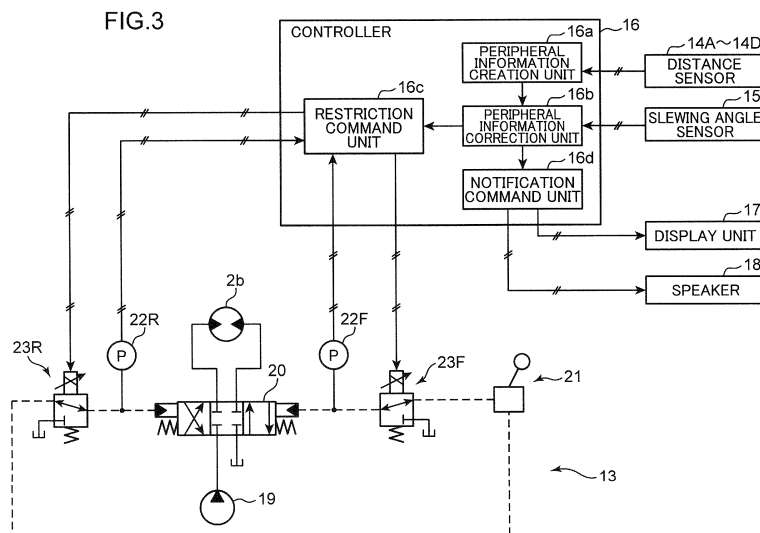 FIG.3
CONTROLLER
16
16a
PERIPHERAL
INFORMATION
CREATION UNIT
14A~14D
DISTANCE
SENSOR
16c
RESTRICTION
COMMAND
UNIT
16b
PERIPHERAL
INFORMATION
CORRECTION UNIT
15
SLEWING ANGLE
SENSOR
16d
NOTIFICATION
COMMAND UNIT
17
DISPLAY UNIT
18
SPEAKER
2b
22R
P
22F
P
23R
23F
20
21
19
13